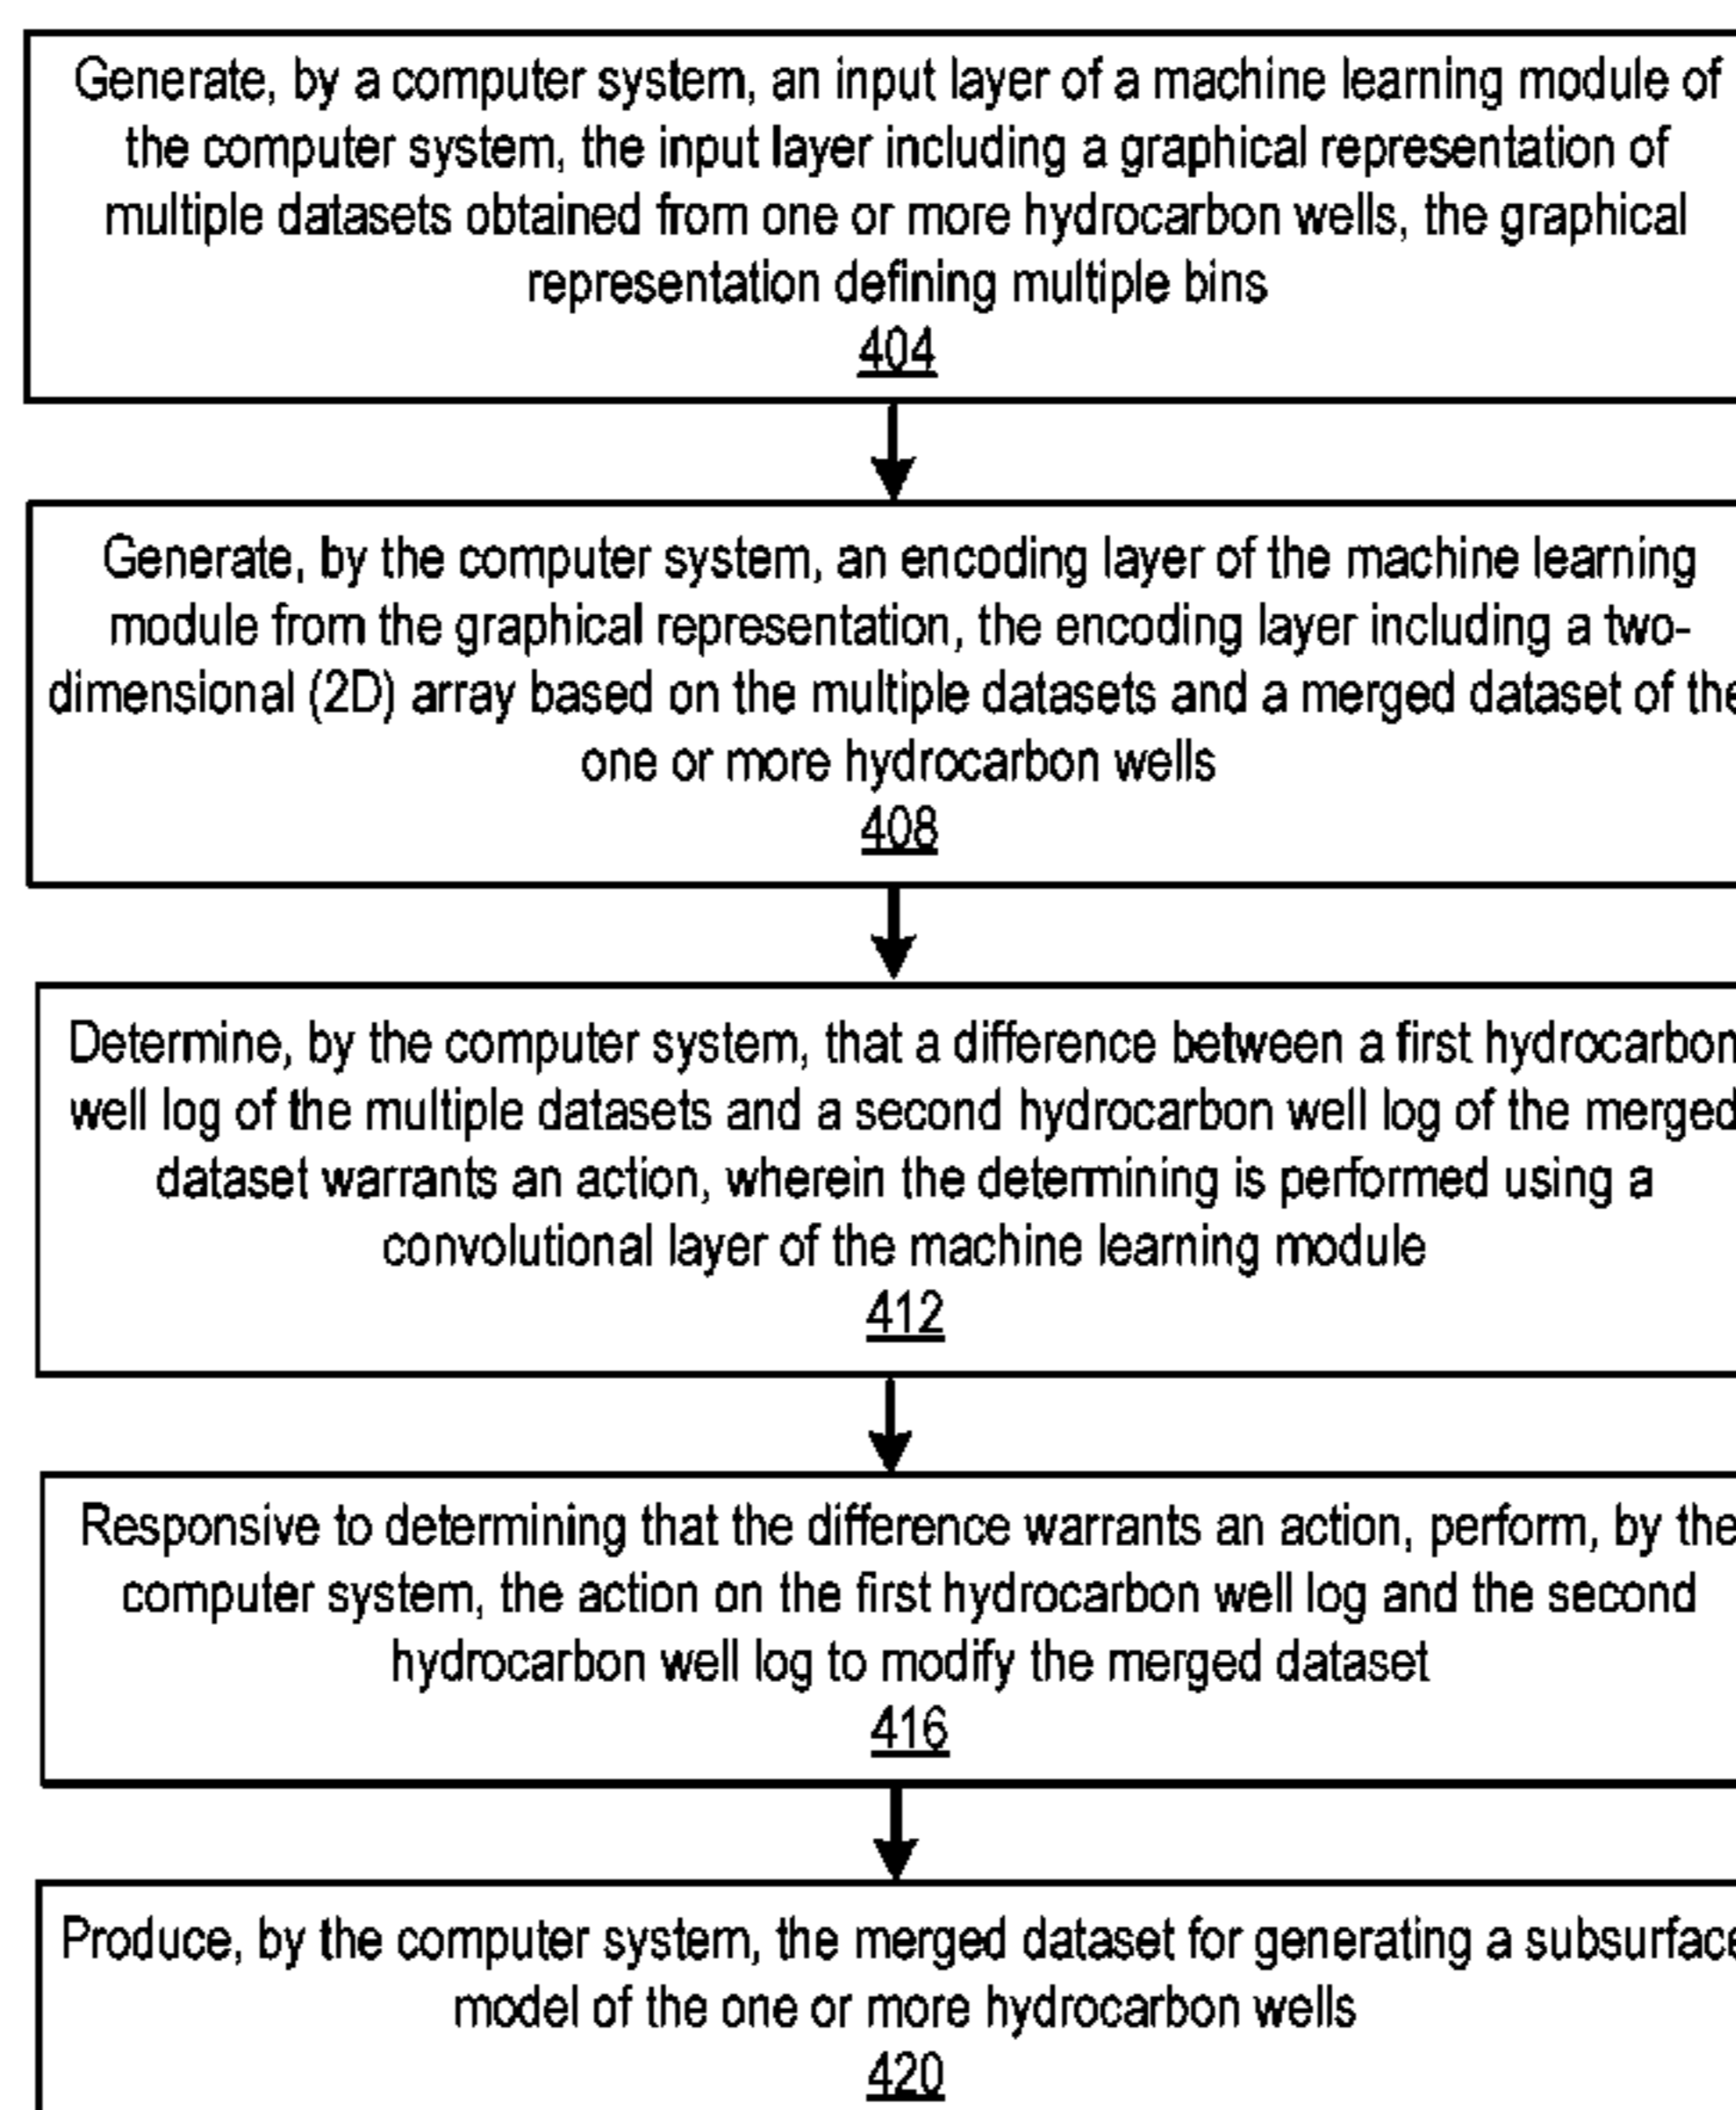 Generate, by a computer system, an input layer of a machine learning module of
the computer system, the input layer including a graphical representation of
multiple datasets obtained from one or more hydrocarbon wells, the graphical
representation defining multiple bins
404
Generate, by the computer system, an encoding layer of the machine learning
module from the graphical representation, the encoding layer including a two-
dimensional (2D) array based on the multiple datasets and a merged dataset of the
one or more hydrocarbon wells
408
Determine, by the computer system, that a difference between a first hydrocarbon
well log of the multiple datasets and a second hydrocarbon well log of the merged
dataset warrants an action, wherein the determining is performed using a
convolutional layer of the machine learning module
412
Responsive to determining that the difference warrants an action, perform, by the
computer system, the action on the first hydrocarbon well log and the second
hydrocarbon well log to modify the merged dataset
416
Produce, by the computer system, the merged dataset for generating a subsurface
model of the one or more hydrocarbon wells
420